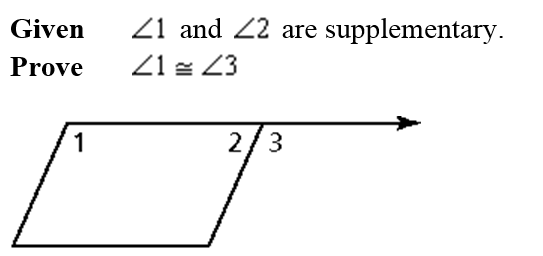 Given ∠1 and ∠2 are supplementary.
Prove ∠1 ≅ ∠3
1 2 3